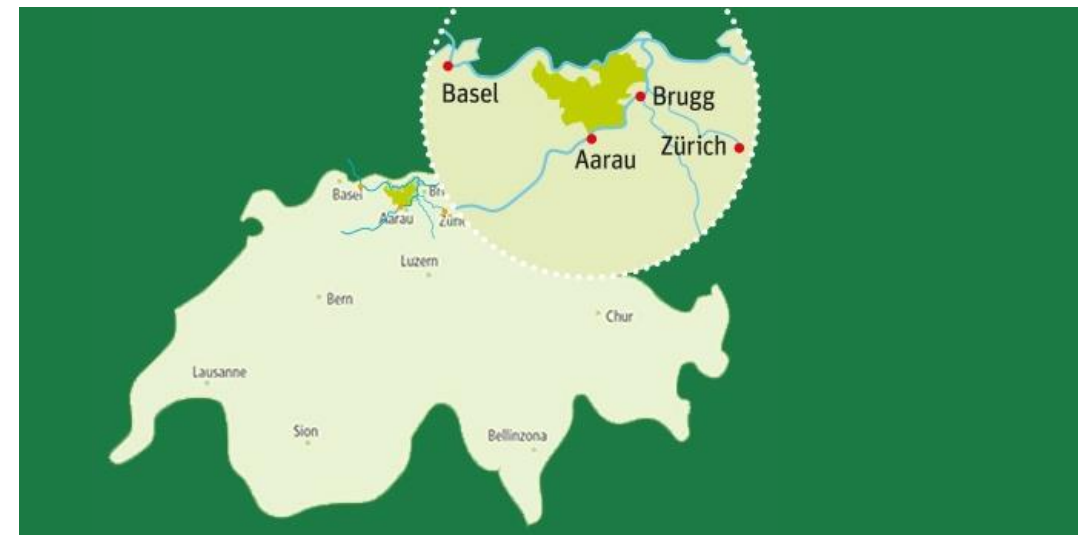 Basel
Brugg
Zürich
Aarau
Basel
Aarau
Luzern
Bern
Chur
Lausanne
Sion
Bellinzona